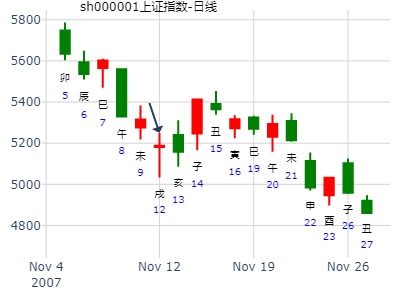 sh000001上证指数-日线
5800
5600
5400
5200
5000
4800
卯
5
辰
6
巳
7
午
8
未
9
戌
12
亥
13
子
14
丑
15
寅
16
巳
19
午
20
未
21
申
22
酉
23
子
26
丑
27
Nov 4
2007
Nov 12
Nov 19
Nov 26